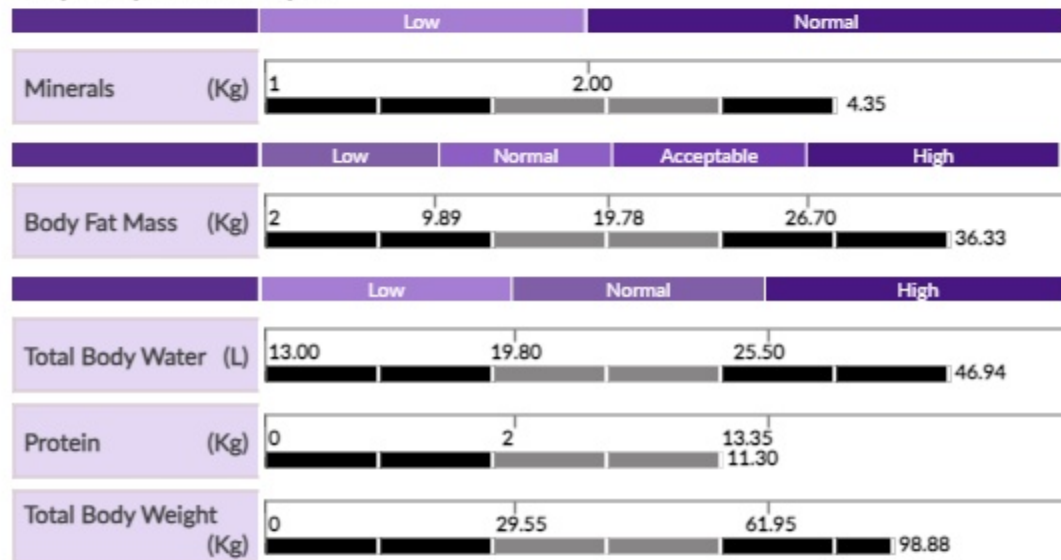 Low Normal
Minerals (Kg) 1 2.00 4.35
Low Normal Acceptable High
Body Fat Mass (Kg) 2 9.89 19.78 26.70 36.33
Low Normal High
Total Body Water (L) 13.00 19.80 25.50 46.94
Protein (Kg) 0 2 13.35 11.30
Total Body Weight (Kg) 0 29.55 61.95 98.88